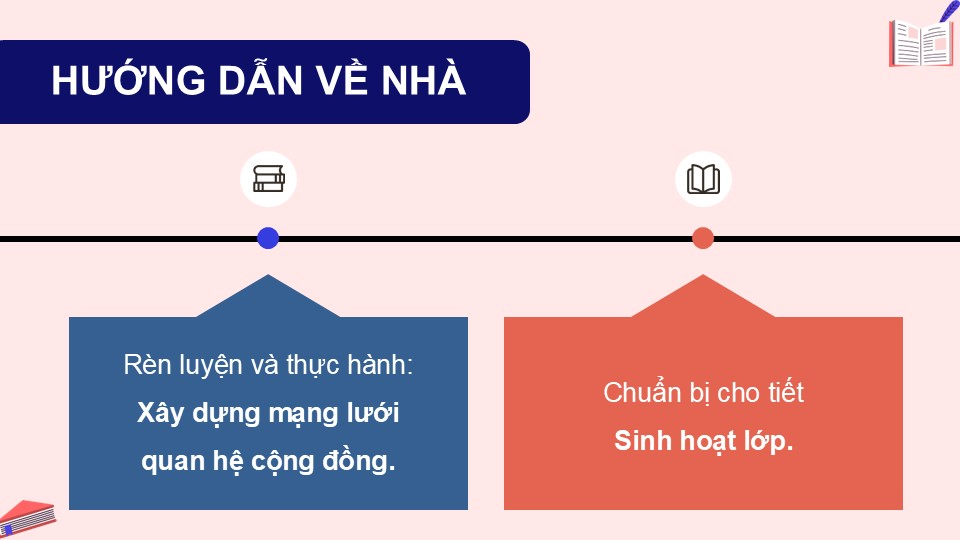 HƯỚNG DẪN VỀ NHÀ
Rèn luyện và thực hành:
Xây dựng mạng lưới
quan hệ cộng đồng.
Chuẩn bị cho tiết
Sinh hoạt lớp.